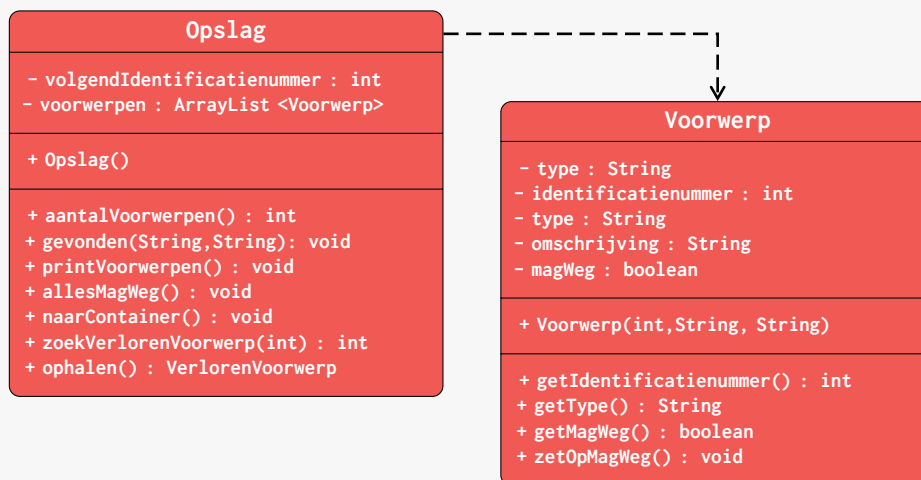 Opslag
- volgendIdentificatienummer : int
- voorwerpen : ArrayList <Voorwerp>
+ Opslag()
+ aantalVoorwerpen() : int
+ gevonden(String,String): void
+ printVoorwerpen() : void
+ allesMagWeg() : void
+ naarContainer() : void
+ zoekVerlorenVoorwerp(int) : int
+ ophalen() : VerlorenVoorwerp
Voorwerp
- type : String
- identificatienummer : int
- type : String
- omschrijving : String
- magWeg : boolean
+ Voorwerp(int,String, String)
+ getIdentificatienummer() : int
+ getType() : String
+ getMagWeg() : boolean
+ zetOpMagWeg() : void